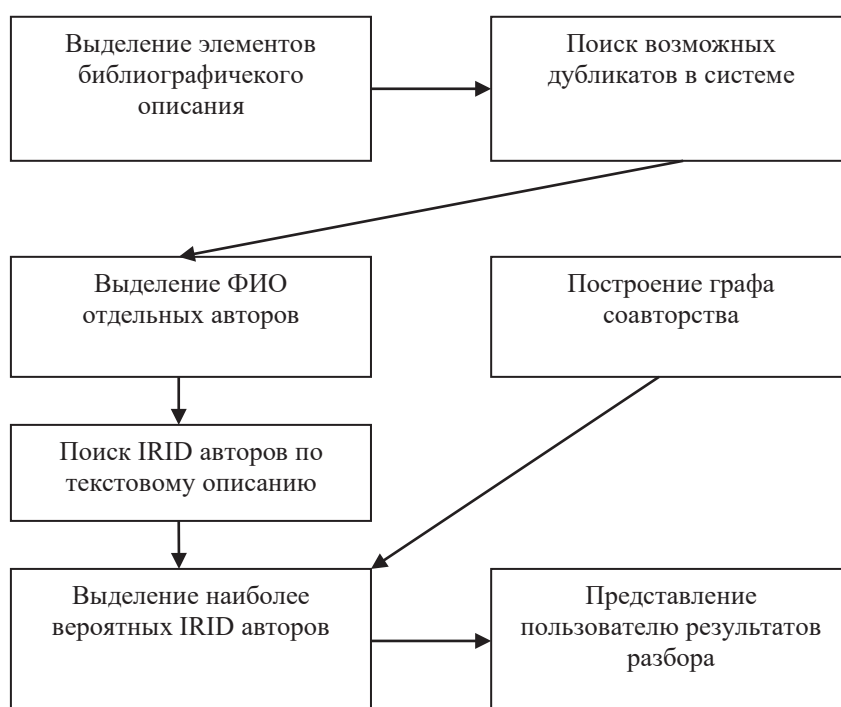 Выделение элементов
библиографичекого
описания
Поиск возможных
дубликатов в системе
Выделение ФИО
отдельных авторов
Построение графа
соавторства
Поиск IRID авторов по
текстовому описанию
Выделение наиболее
вероятных IRID авторов
Представление
пользователю результатов
разбора